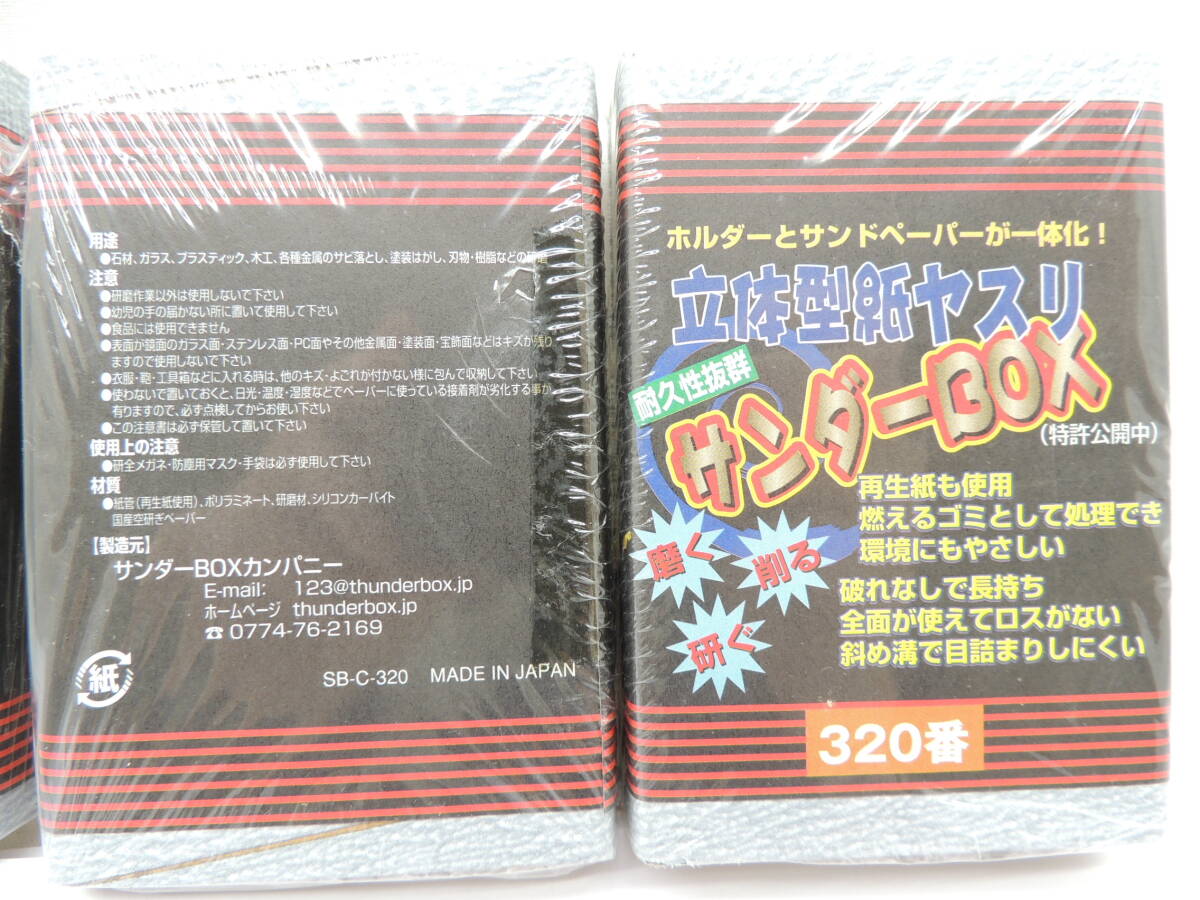 用途
●石材、ガラス、プラスティック、木工、各種金属のサビ落とし、塗装はがし、刃物・樹脂などの研磨
注意
●研磨作業以外は使用しないで下さい
●幼児の手の届かない所に置いて使用して下さい
●食品には使用できません
●表面が鏡面のガラス面・ステンレス面・PC面やその他金属面・塗装面・宝飾面などはキズが残り
ますので使用しないで下さい
●衣服・鞄・工具箱などに入れる時は、他のキズ・よごれが付かない様に包んで収納して下さい
●使わないで置いておくと、日光・温度・湿度などでペーパーに使っている接着剤が劣化する事が
有りますので、必ず点検してからお使い下さい
●この注意書は必ず保管して置いて下さい
使用上の注意
●研全メガネ・防塵用マスク・手袋は必ず使用して下さい
材質
●紙管(再生紙使用)、ポリラミネート、研磨材、シリコンカーバイト
国産空研ぎペーパー
【製造元】
サンダーBOXカンパニー
E-mail: 123@thunderbox.jp
ホームページ thunderbox.jp
☎0774-76-2169
紙
SB-C-320 MADE IN JAPAN
ホルダーとサンドペーパーが一体化!
立体型紙ヤスリ
耐久性抜群
サンダーBOX
(特許公開中)
再生紙も使用
燃えるゴミとして処理でき
環境にもやさしい
磨く
削る
研ぐ
破れなしで長持ち
全面が使えてロスがない
斜め溝で目詰まりしにくい
320番